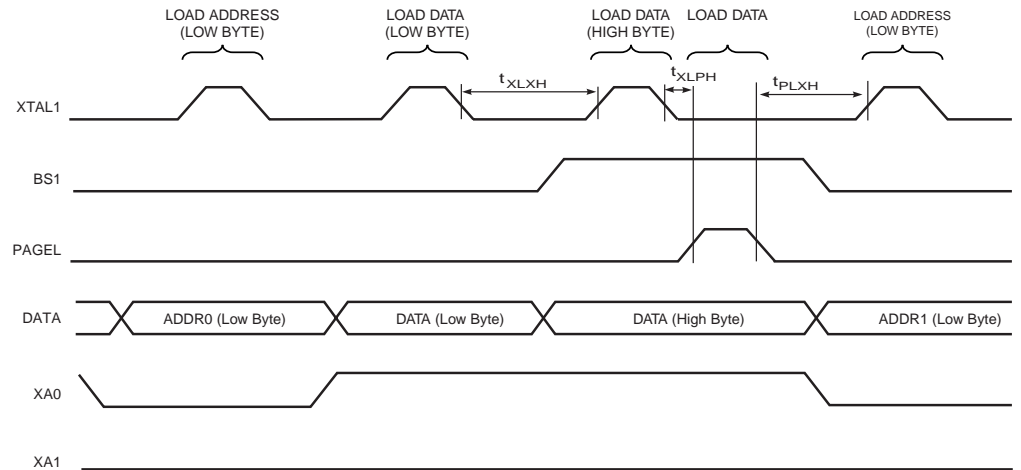 LOAD ADDRESS
(LOW BYTE)
LOAD DATA
(LOW BYTE)
LOAD DATA
(HIGH BYTE)
LOAD DATA
LOAD ADDRESS
(LOW BYTE)
tXLXH
tXLPH
tPLXH
XTAL1
BS1
PAGEL
DATA
ADDR0 (Low Byte)
DATA (Low Byte)
DATA (High Byte)
ADDR1 (Low Byte)
XA0
XA1